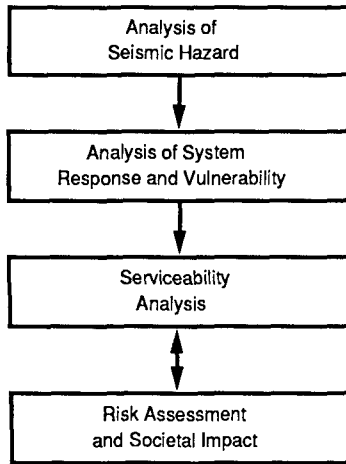 Analysis of
Seismic Hazard
Analysis of System
Response and Vulnerability
Serviceability
Analysis
Risk Assessment
and Societal Impact